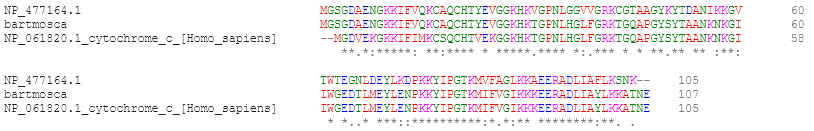 NP_477164.1 MGSGDAENGKKIFVQKCAQCHTYEVGGKHKVGPNLGGVVGRKCGTAAGYKYTDANIKKGV 60
bartmosca MGSGDAENGKKIFVQKCAQCHTYEVGGKHKTGPNLHGLFGRKTGQAPGYSYTAANKNKGI 60
NP_061820.1_cytochrome_c_[Homo_sapiens] --MGDVEKGKKIFIMKCSQCHTVEKGGKHKTGPNLHGLFGRKTGQAPGYSYTAANKNKGI 58
**.*:*****: **:**** * *****.**** *:.*** * * **.** ** :**:
NP_477164.1 TWTEGNLDEYLKDPKKYIPGTKMVFAGLKKAEERADLIAFLKSNK-- 105
bartmosca IWGEDTLMEYLENPKKYIPGTKMIFVGIKKKEERADLIAYLKKATNE 107
NP_061820.1_cytochrome_c_[Homo_sapiens] IWGEDTLMEYLENPKKYIPGTKMIFVGIKKKEERADLIAYLKKATNE 105
* *..* ***::**********:*.*:** ********:**. .